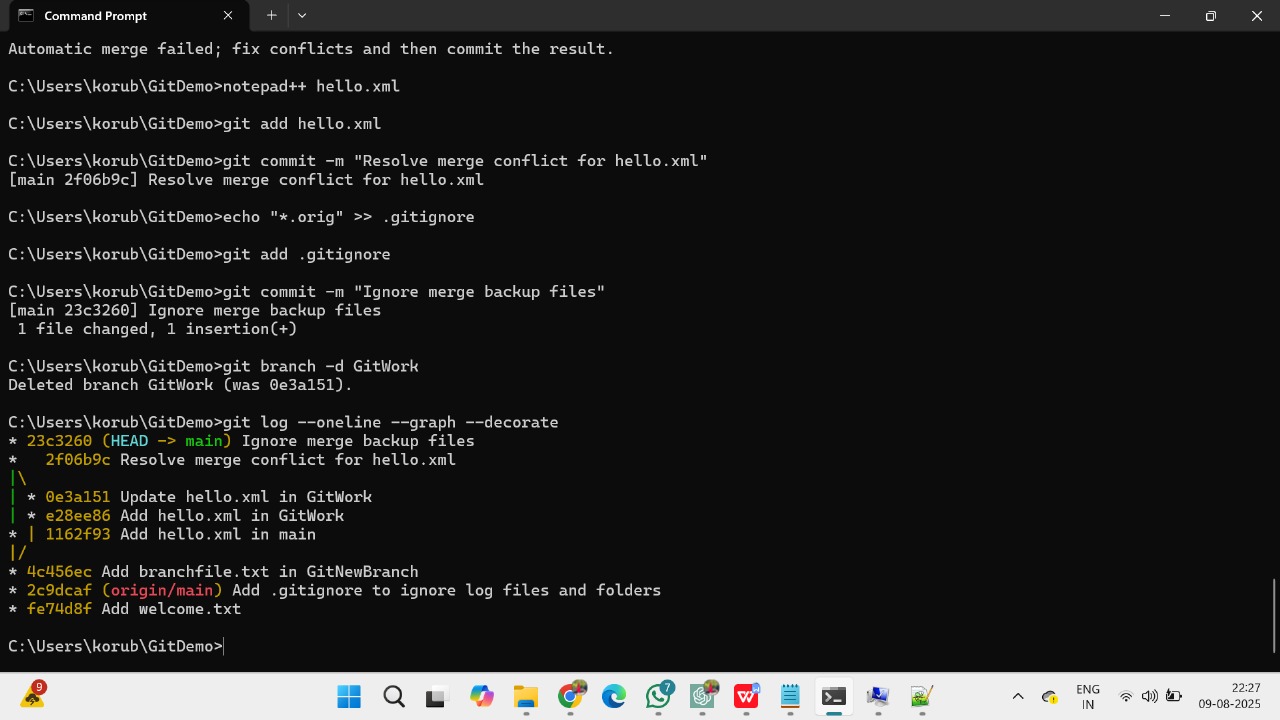 Command Prompt
Automatic merge failed; fix conflicts and then commit the result.
C:\Users\korub\GitDemo>notepad++ hello.xml
C:\Users\korub\GitDemo>git add hello.xml
C:\Users\korub\GitDemo>git commit -m "Resolve merge conflict for hello.xml"
[main 2f06b9c] Resolve merge conflict for hello.xml
C:\Users\korub\GitDemo>echo "*.orig" >> .gitignore
C:\Users\korub\GitDemo>git add .gitignore
C:\Users\korub\GitDemo>git commit -m "Ignore merge backup files"
[main 23c3260] Ignore merge backup files
 1 file changed, 1 insertion(+)
C:\Users\korub\GitDemo>git branch -d GitWork
Deleted branch GitWork (was 0e3a151).
C:\Users\korub\GitDemo>git log --oneline --graph --decorate
* 23c3260 (HEAD -> main) Ignore merge backup files
*   2f06b9c Resolve merge conflict for hello.xml
|\
| * 0e3a151 Update hello.xml in GitWork
| * e28ee86 Add hello.xml in GitWork
* | 1162f93 Add hello.xml in main
|/
* 4c456ec Add branchfile.txt in GitNewBranch
* 2c9dcaf (origin/main) Add .gitignore to ignore log files and folders
* fe74d8f Add welcome.txt
C:\Users\korub\GitDemo>
9
7
ENG
IN
22:27
09-08-2025